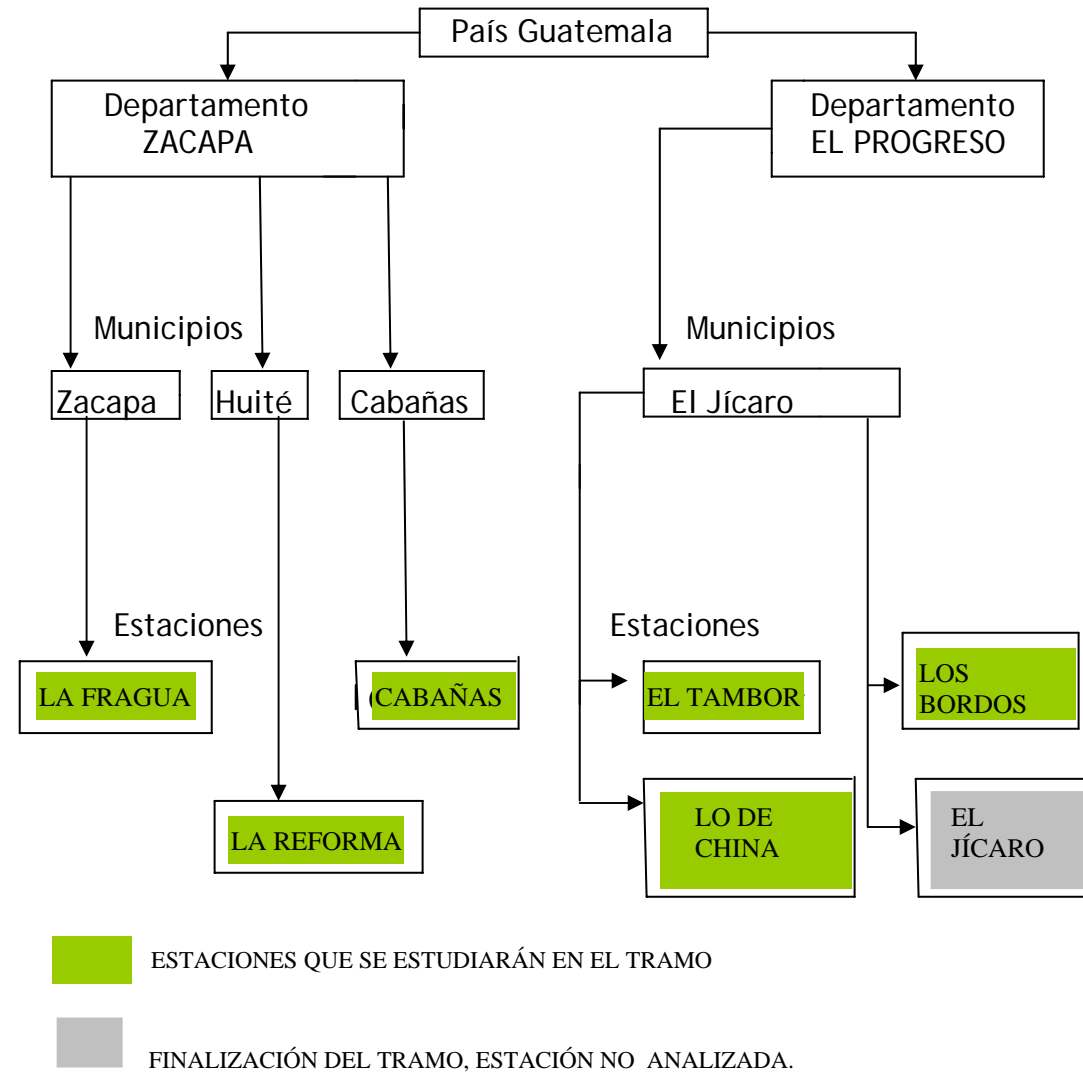 País Guatemala
Departamento
ZACAPA
Departamento
EL PROGRESO
Municipios
Municipios
Zacapa
Huité
Cabañas
El Jícaro
Estaciones
Estaciones
LA FRAGUA
(CABAÑAS
EL TAMBOR
LOS
BORDOS
LA REFORMA
LO DE
CHINA
EL
JÍCARO
ESTACIONES QUE SE ESTUDIARÁN EN EL TRAMO
FINALIZACIÓN DEL TRAMO, ESTACIÓN NO ANALIZADA.